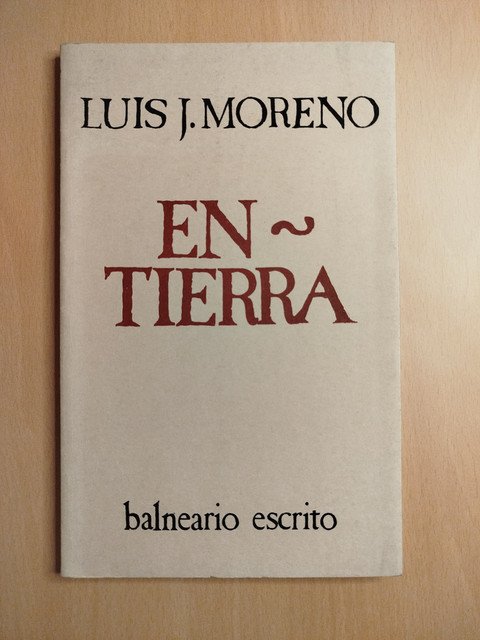 LUIS J. MORENO
EN~
TIERRA
balneario escrito